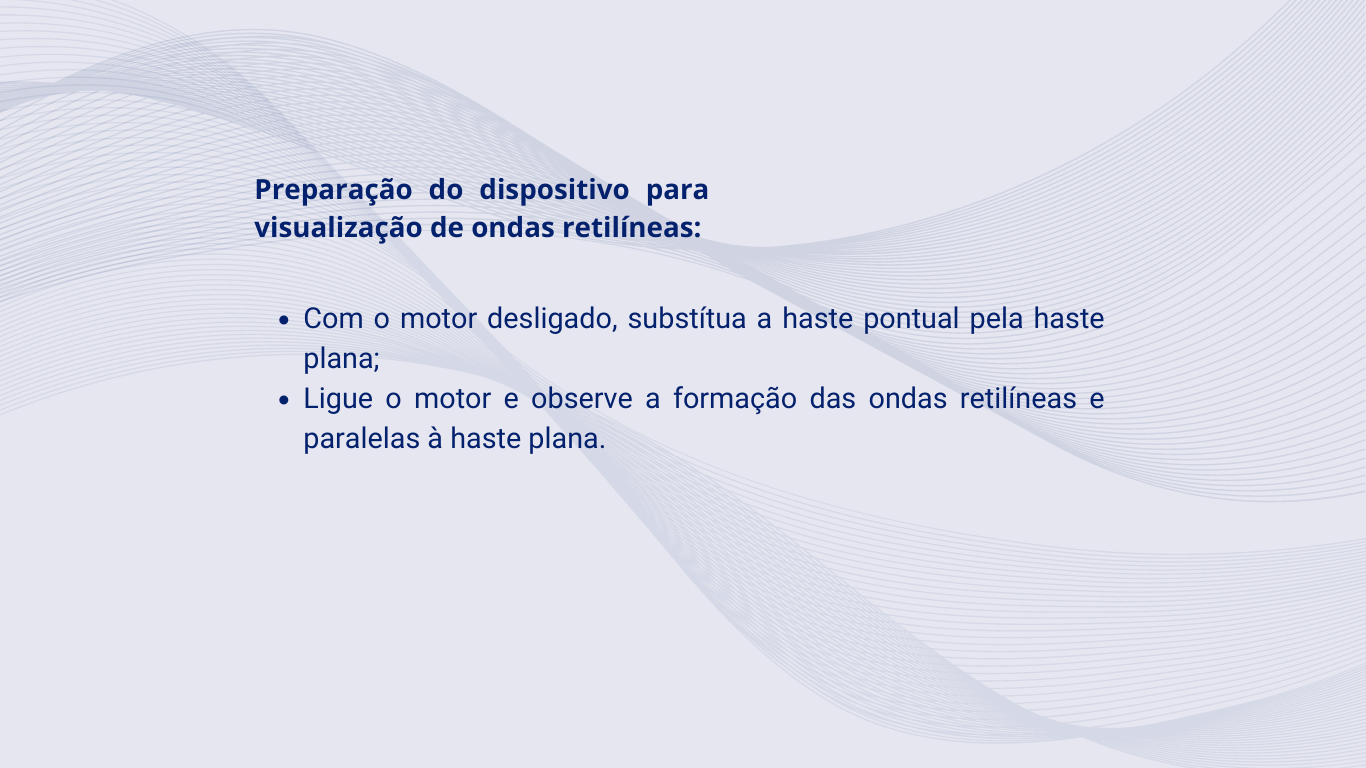 Preparação do dispositivo para
visualização de ondas retilíneas:
• Com o motor desligado, substítua a haste pontual pela haste
plana;
• Ligue o motor e observe a formação das ondas retilíneas e
paralelas à haste plana.